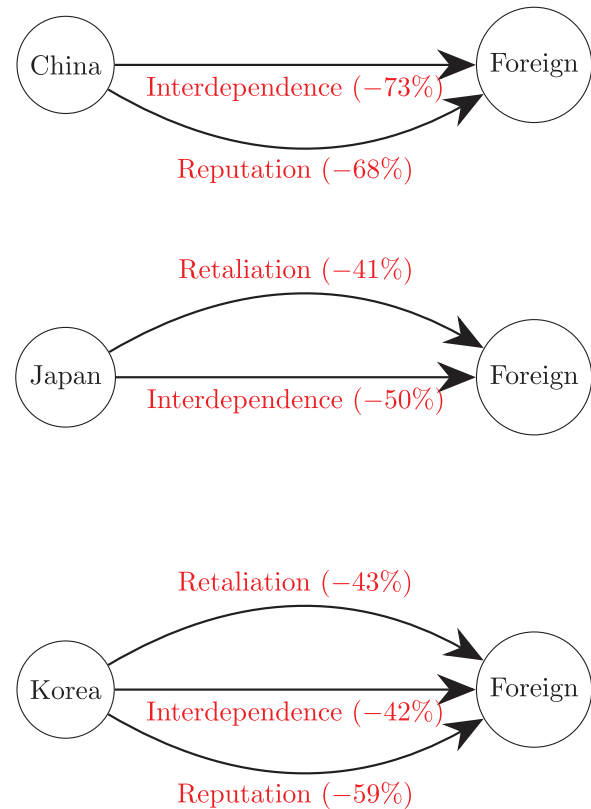 China
Foreign
Interdependence (−73%)
Reputation (−68%)
Retaliation (−41%)
Japan
Foreign
Interdependence (−50%)
Retaliation (−43%)
Korea
Foreign
Interdependence (−42%)
Reputation (−59%)